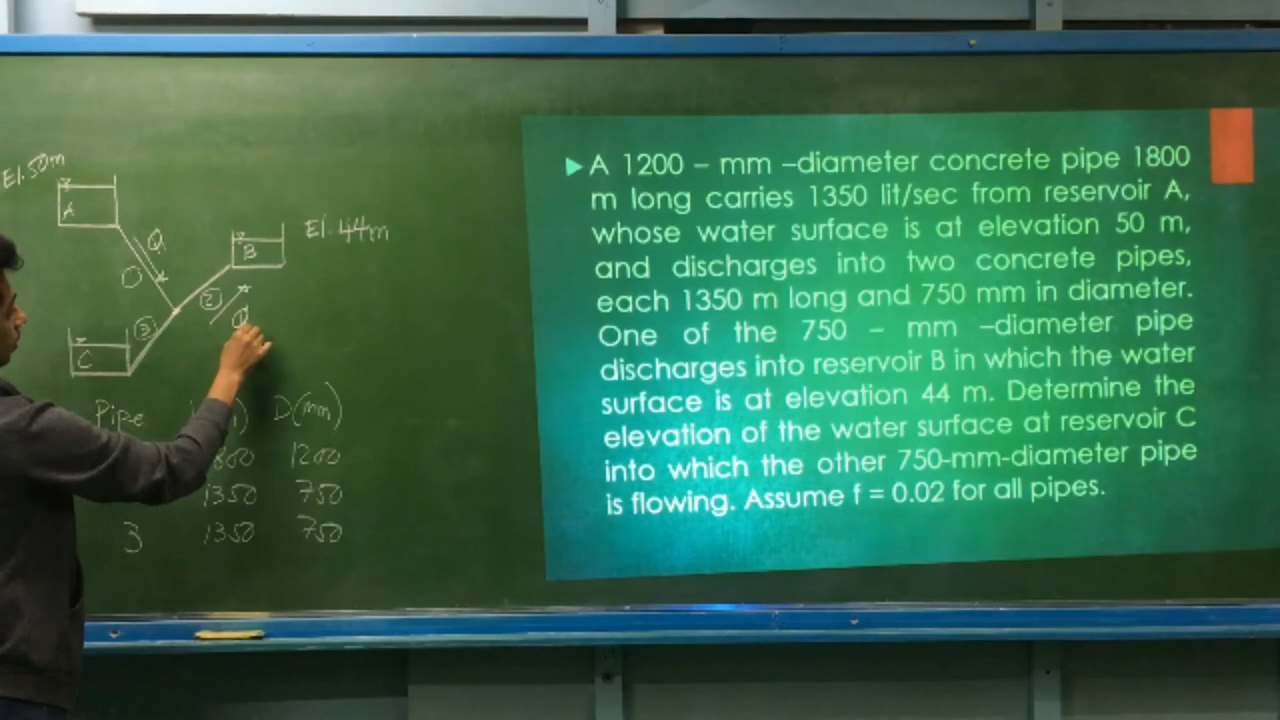 El. 50m
A
Q
B
El. 44m
2
3
C
Pipe D(mm)
800 1200
1350 750
3 1350 750
A 1200 – mm –diameter concrete pipe 1800
m long carries 1350 lit/sec from reservoir A,
whose water surface is at elevation 50 m,
and discharges into two concrete pipes,
each 1350 m long and 750 mm in diameter.
One of the 750 – mm –diameter pipe
discharges into reservoir B in which the water
surface is at elevation 44 m. Determine the
elevation of the water surface at reservoir C
into which the other 750-mm-diameter pipe
is flowing. Assume f = 0.02 for all pipes.